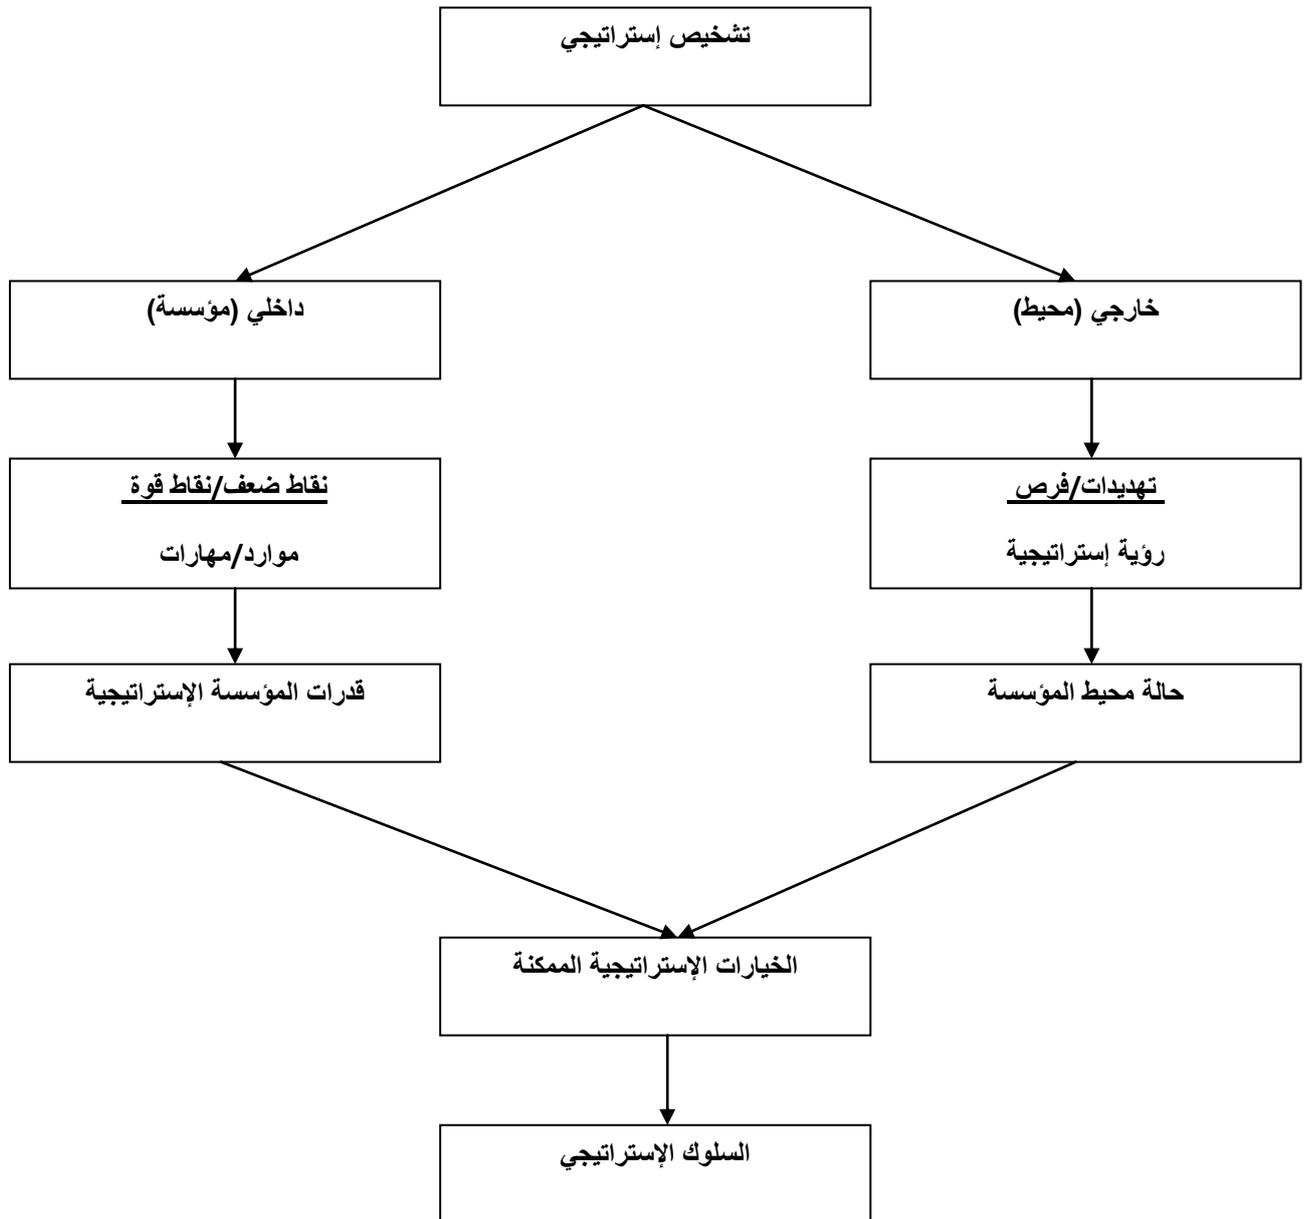 تشخيص إستراتيجي
خارجي (محيط)
داخلي (مؤسسة)
تهديدات/فرص
رؤية إستراتيجية
نقاط ضعف/نقاط قوة
موارد/مهارات
حالة محيط المؤسسة
قدرات المؤسسة الإستراتيجية
الخيارات الإستراتيجية الممكنة
السلوك الإستراتيجي